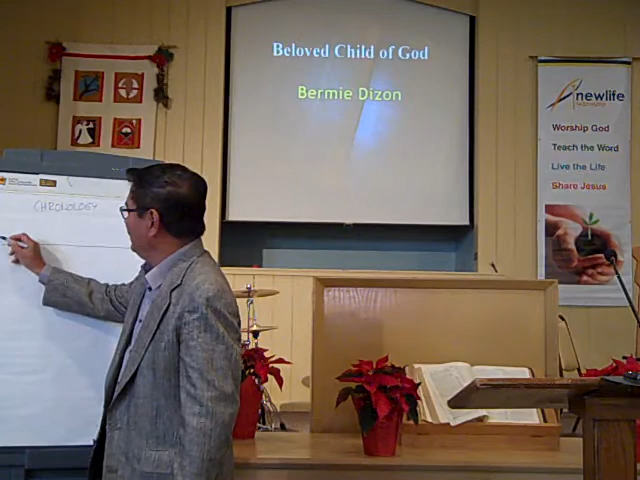 Beloved Child of God
Bermie Dizon
CHRONOLOGY
newlife
Worship God
Teach the Word
Live the Life
Share Jesus